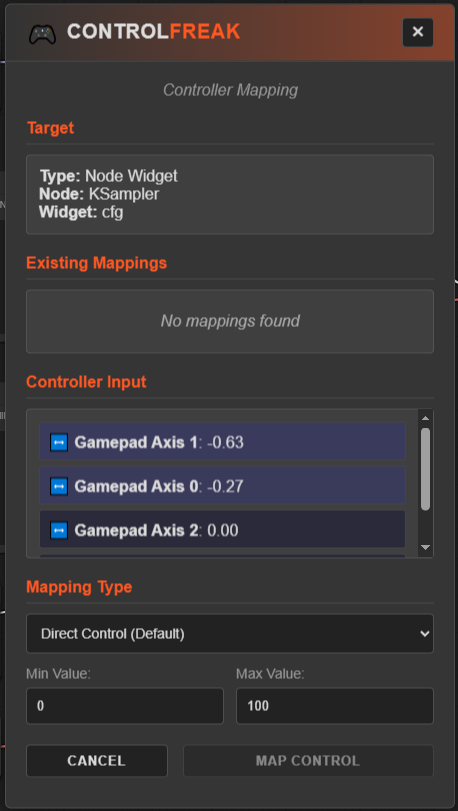 CONTROLFREAK
Controller Mapping
Target
Type: Node Widget
Node: KSampler
Widget: cfg
Existing Mappings
No mappings found
Controller Input
Gamepad Axis 1: -0.63
Gamepad Axis 0: -0.27
Gamepad Axis 2: 0.00
Mapping Type
Direct Control (Default)
Min Value: Max Value:
0 100
CANCEL MAP CONTROL